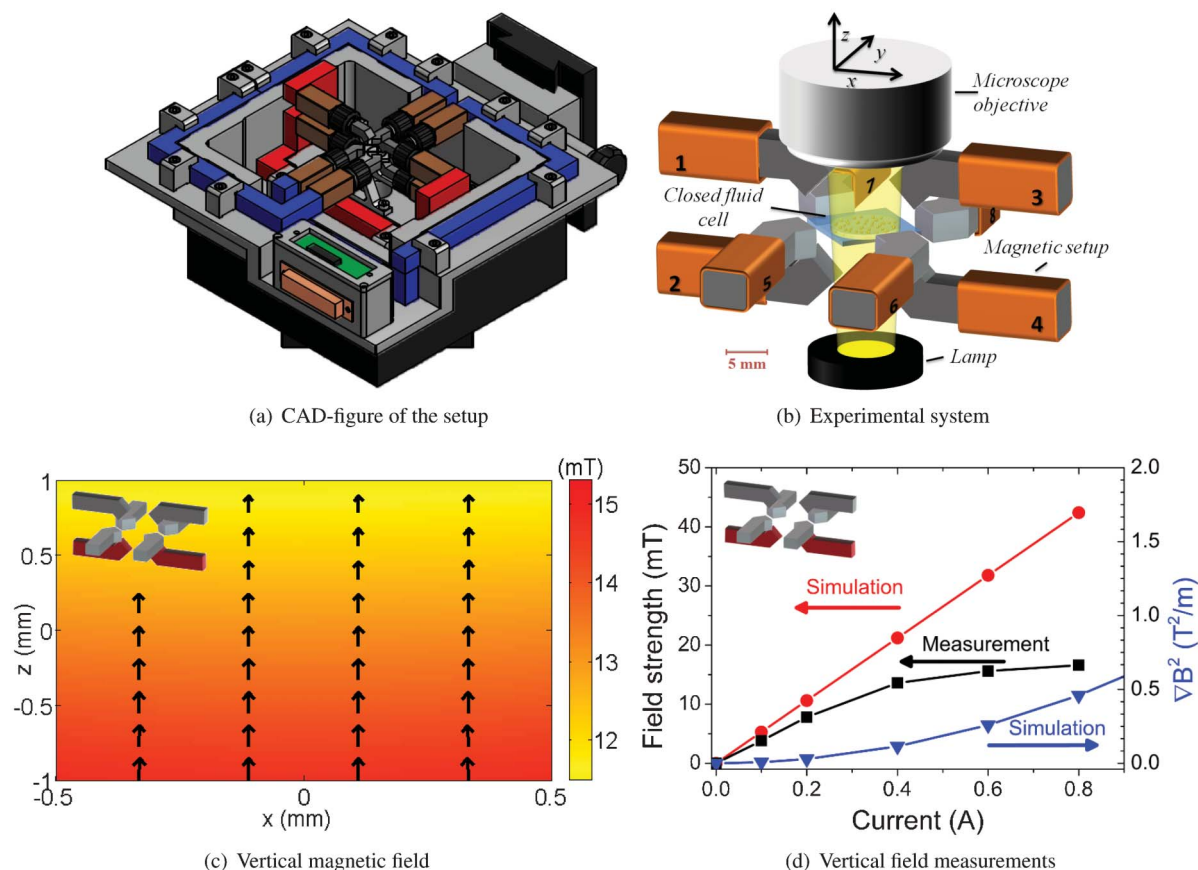 z
y
x
Microscope
objective
1
7
3
Closed fluid
cell
8
Magnetic setup
2
5
6
4
5 mm
Lamp
(a) CAD-figure of the setup
(b) Experimental system
(mT)
1
0.5
0
-0.5
-1
z (mm)
-0.5
0
0.5
x (mm)
15
14
13
12
(c) Vertical magnetic field
50
40
30
20
10
0
Field strength (mT)
2.0
1.5
1.0
0.5
0.0
∇B² (T²/m)
Simulation
Measurement
Simulation
0.0
0.2
0.4
0.6
0.8
Current (A)
(d) Vertical field measurements